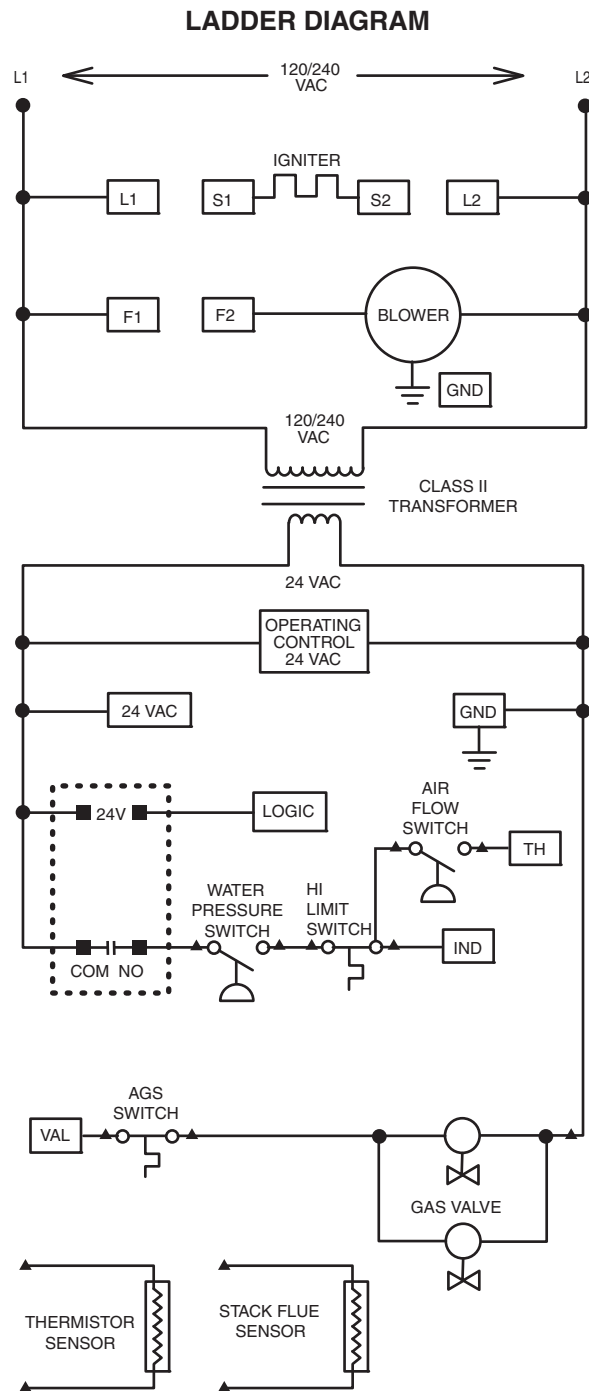 LADDER DIAGRAM
L1
120/240
VAC
L2
IGNITER
L1
S1
S2
L2
F1
F2
BLOWER
GND
120/240
VAC
CLASS II
TRANSFORMER
24 VAC
OPERATING
CONTROL
24 VAC
24 VAC
GND
24V
LOGIC
AIR
FLOW
SWITCH
TH
WATER
PRESSURE
SWITCH
HI
LIMIT
SWITCH
IND
COM NO
AGS
SWITCH
VAL
GAS VALVE
THERMISTOR
SENSOR
STACK FLUE
SENSOR